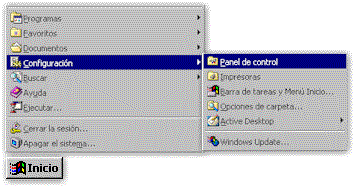 Programas
Favoritos
Documentos
Configuración
Buscar
Ayuda
Ejecutar...
Cerrar la sesión...
Apagar el sistema...
Panel de control
Impresoras
Barra de tareas y Menú Inicio...
Opciones de carpeta...
Active Desktop
Windows Update...
Inicio